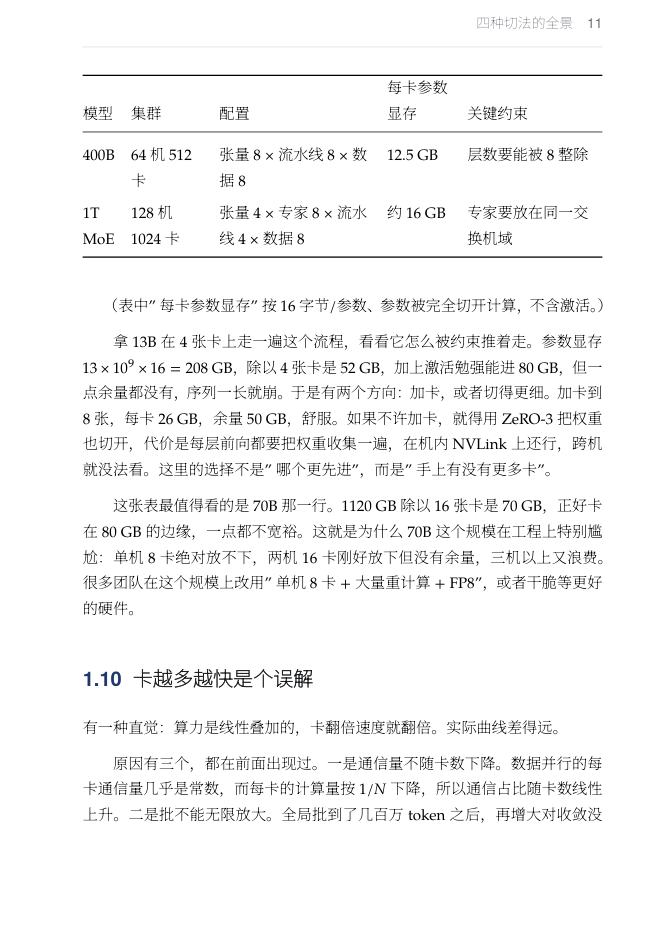 四种切法的全景 11
每卡参数
模型 集群 配置 显存 关键约束
400B 64 机 512 张量 8 × 流水线 8 × 数 12.5 GB 层数要能被 8 整除
卡 据 8
1T 128 机 张量 4 × 专家 8 × 流水 约 16 GB 专家要放在同一交
MoE 1024 卡 线 4 × 数据 8 换机域
（表中” 每卡参数显存” 按 16 字节/参数、参数被完全切开计算，不含激活。）
拿 13B 在 4 张卡上走一遍这个流程，看看它怎么被约束推着走。参数显存
13 × 10⁹ × 16 = 208 GB，除以 4 张卡是 52 GB，加上激活勉强能进 80 GB，但一
点余量都没有，序列一长就崩。于是有两个方向：加卡，或者切得更细。加卡到
8 张，每卡 26 GB，余量 50 GB，舒服。如果不许加卡，就得用 ZeRO-3 把权重
也切开，代价是每层前向都要把权重收集一遍，在机内 NVLink 上还行，跨机
就没法看。这里的选择不是” 哪个更先进”，而是” 手上有没有更多卡”。
这张表最值得看的是 70B 那一行。1120 GB 除以 16 张卡是 70 GB，正好卡
在 80 GB 的边缘，一点都不宽裕。这就是为什么 70B 这个规模在工程上特别尴
尬：单机 8 卡绝对放不下，两机 16 卡刚好放下但没有余量，三机以上又浪费。
很多团队在这个规模上改用” 单机 8 卡 + 大量重计算 + FP8”，或者干脆等更好
的硬件。
1.10 卡越多越快是个误解
有一种直觉：算力是线性叠加的，卡翻倍速度就翻倍。实际曲线差得远。
原因有三个，都在前面出现过。一是通信量不随卡数下降。数据并行的每
卡通信量几乎是常数，而每卡的计算量按 1/N 下降，所以通信占比随卡数线性
上升。二是批不能无限放大。全局批到了几百万 token 之后，再增大对收敛没